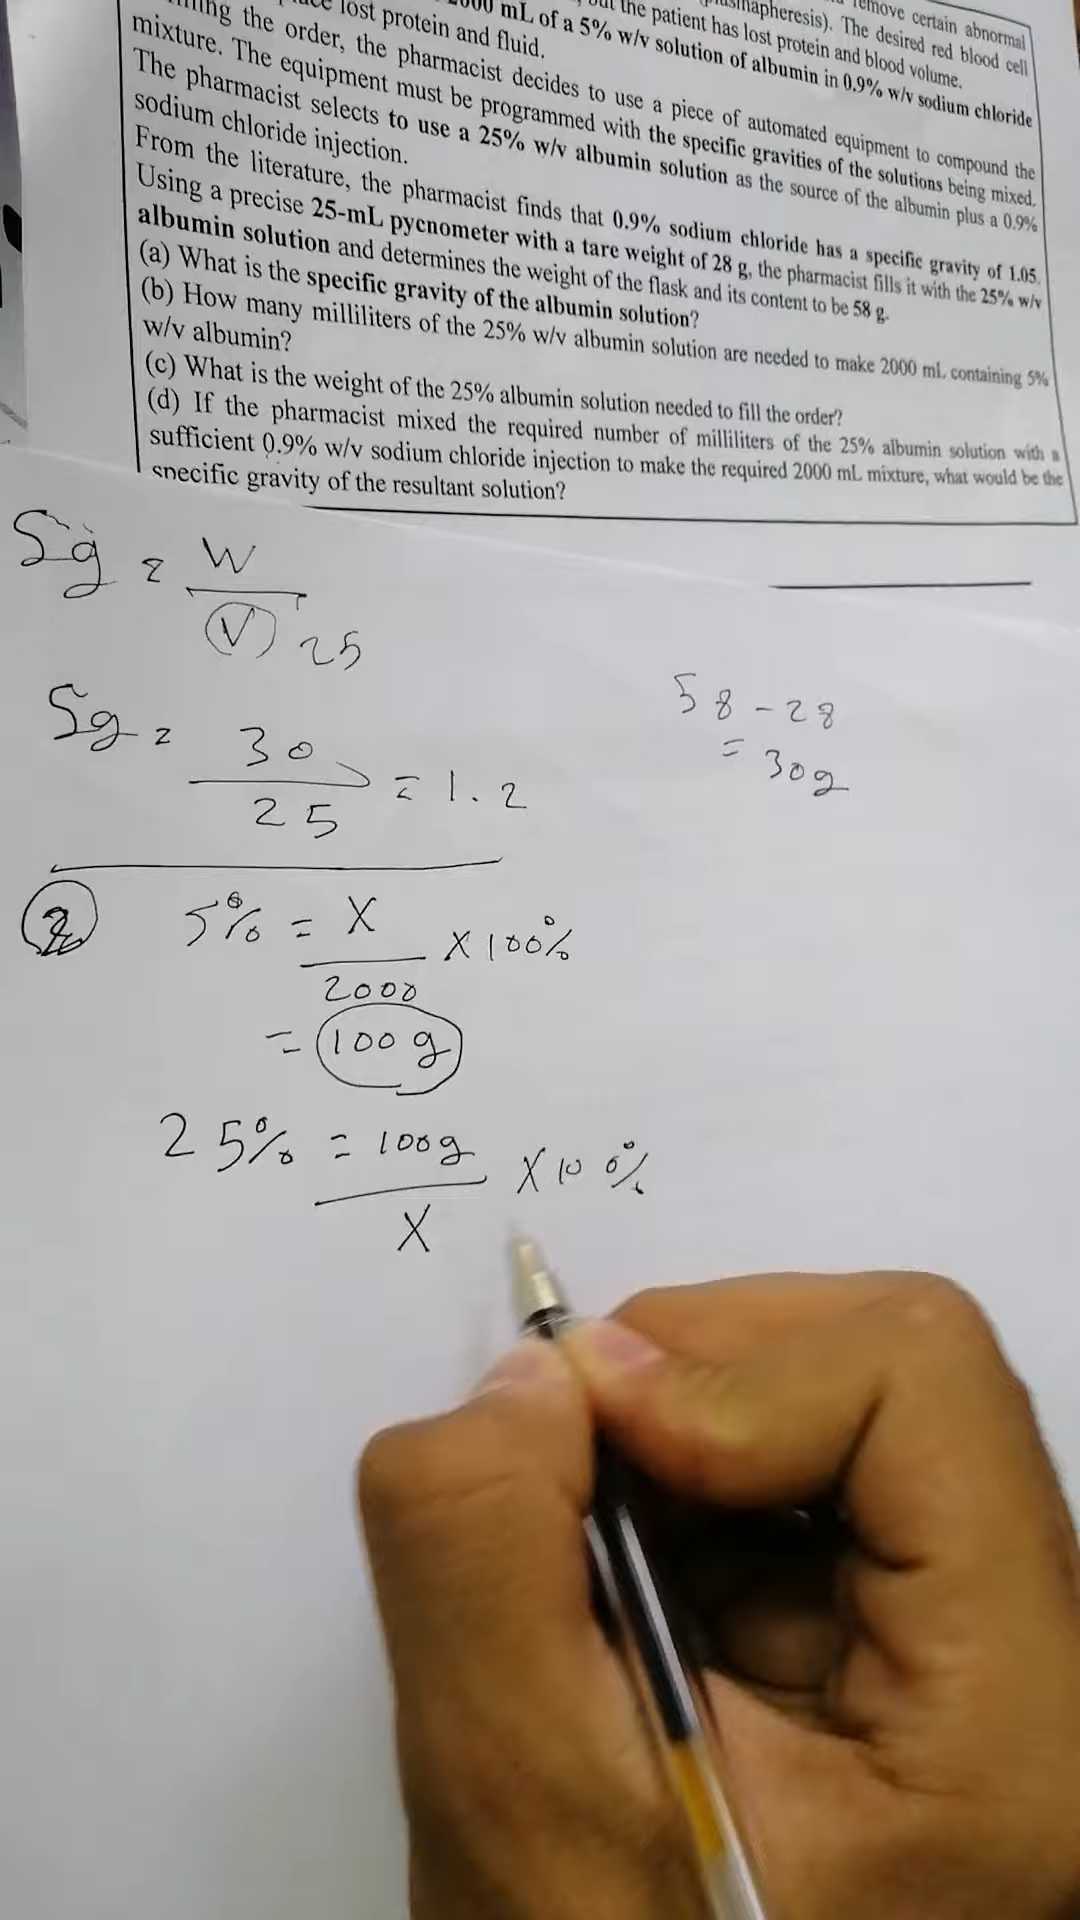 remove certain abnormal
(plasmapheresis). The desired red blood cell
but the patient has lost protein and blood volume.
2000 mL of a 5% w/v solution of albumin in 0.9% w/v sodium chloride
lost protein and fluid.
the order, the pharmacist decides to use a piece of automated equipment to compound the
mixture. The equipment must be programmed with the specific gravities of the solutions being mixed.
The pharmacist selects to use a 25% w/v albumin solution as the source of the albumin plus a 0.9%
sodium chloride injection.
From the literature, the pharmacist finds that 0.9% sodium chloride has a specific gravity of 1.05.
Using a precise 25-mL pycnometer with a tare weight of 28 g, the pharmacist fills it with the 25% w/v
albumin solution and determines the weight of the flask and its content to be 58 g.
(a) What is the specific gravity of the albumin solution?
(b) How many milliliters of the 25% w/v albumin solution are needed to make 2000 mL containing 5%
w/v albumin?
(c) What is the weight of the 25% albumin solution needed to fill the order?
(d) If the pharmacist mixed the required number of milliliters of the 25% albumin solution with a
sufficient 0.9% w/v sodium chloride injection to make the required 2000 mL mixture, what would be the
specific gravity of the resultant solution?
Sg = W
V 25
58 - 28
= 30g
Sg = 30
25 = 1.2
2 5% = X X 100%
2000
= 100 g
25% = 100g X 100%
X